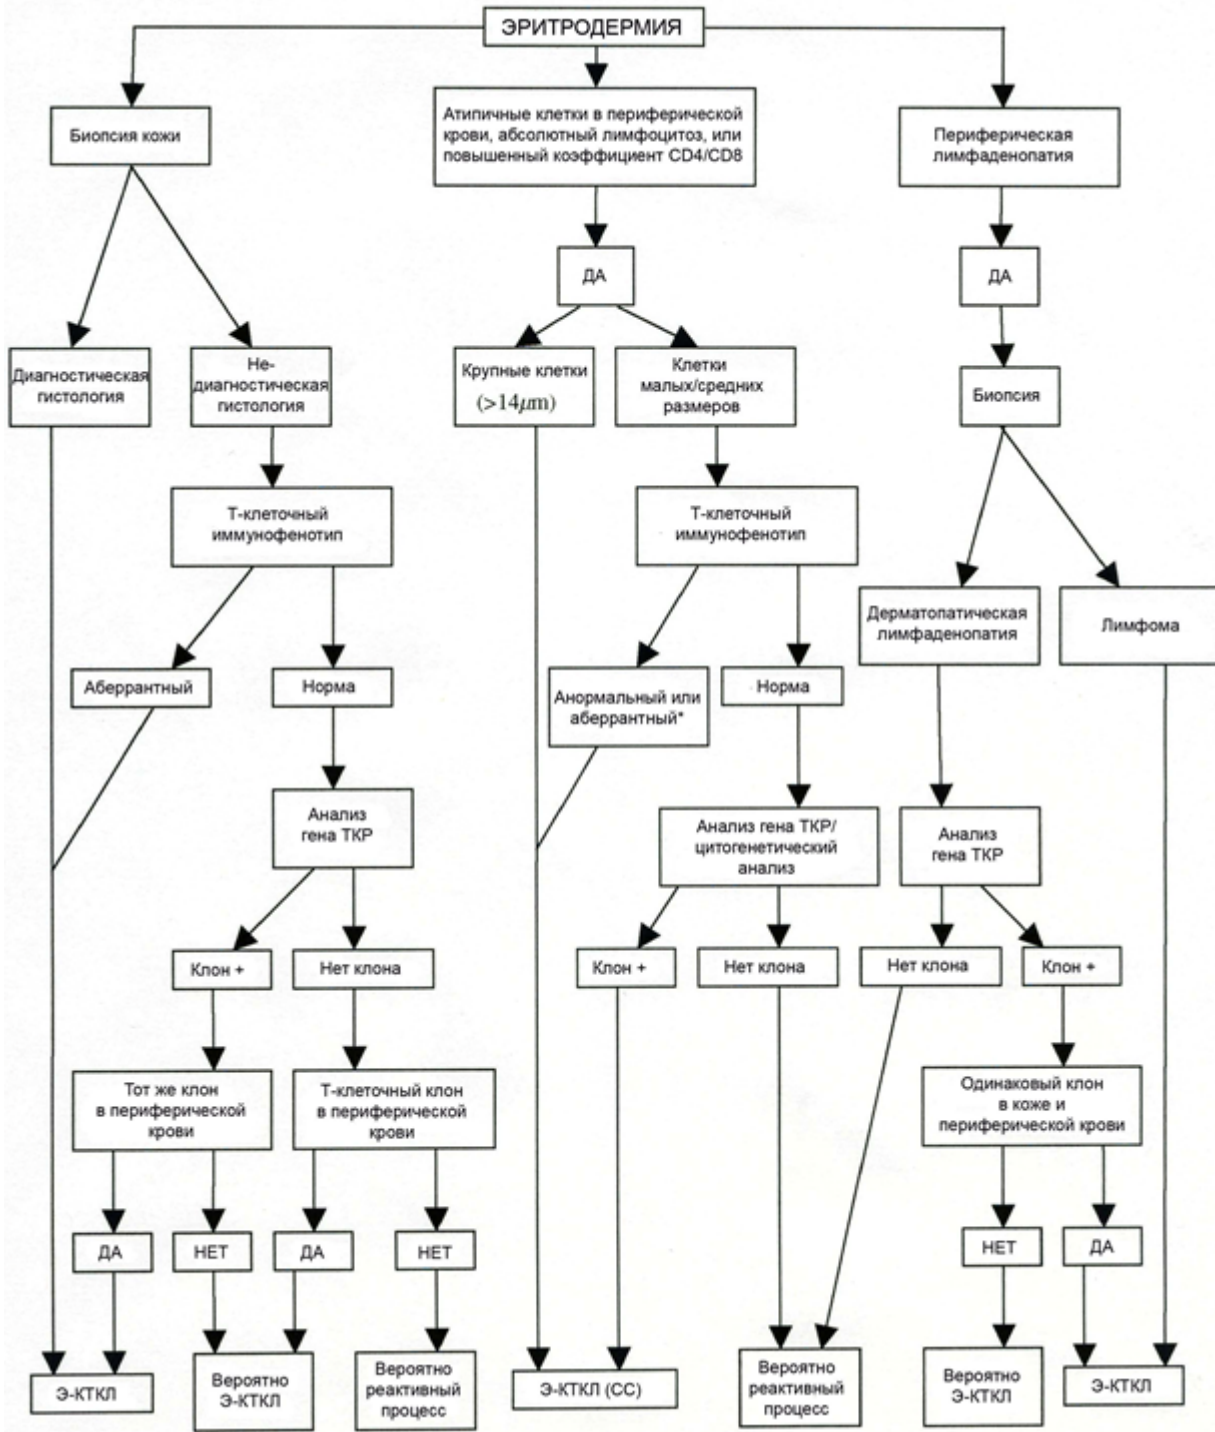 ЭРИТРОДЕРМИЯ
Биопсия кожи
Атипичные клетки в периферической
крови, абсолютный лимфоцитоз, или
повышенный коэффициент CD4/CD8
Периферическая
лимфаденопатия
ДА
ДА
Диагностическая
гистология
Не-
диагностическая
гистология
Крупные клетки
(>14μm)
Клетки
малых/средних
размеров
Биопсия
Т-клеточный
иммунофенотип
Т-клеточный
иммунофенотип
Дерматопатическая
лимфаденопатия
Лимфома
Аберрантный
Норма
Анормальный или
аберрантный*
Норма
Анализ
гена ТКР
Анализ гена ТКР/
цитогенетический
анализ
Анализ
гена ТКР
Клон +
Нет клона
Клон +
Нет клона
Нет клона
Клон +
Тот же клон
в периферической
крови
Т-клеточный клон
в периферической
крови
Одинаковый клон
в коже и
периферической крови
ДА
НЕТ
ДА
НЕТ
НЕТ
ДА
Э-КТКЛ
Вероятно
Э-КТКЛ
Вероятно
реактивный
процесс
Э-КТКЛ (СС)
Вероятно
реактивный
процесс
Вероятно
Э-КТКЛ
Э-КТКЛ